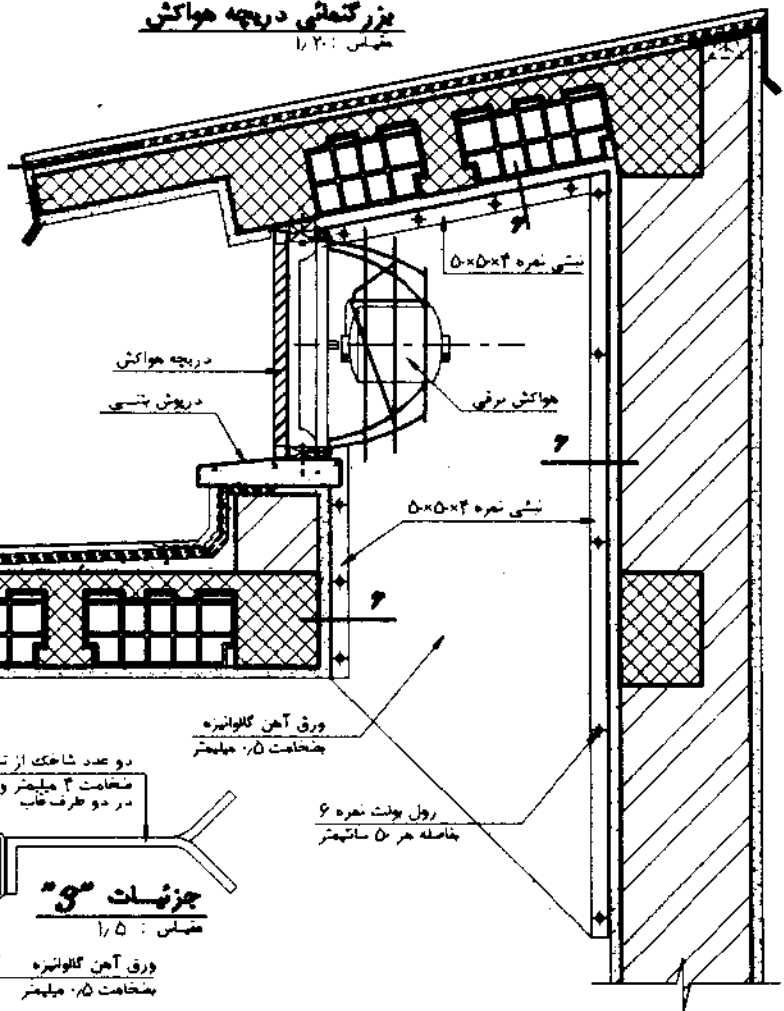 بزرگنمائی دریچه هواکش
مقیاس : ۱/۲۰
۶
نبشی نمره ۴×۵۰×۵۰
دریچه هواکش
هواکش برقی
درپوش بتنی
۶
نبشی نمره ۴×۵۰×۵۰
۶
ورق آهن گالوانیزه
بضخامت ۰/۵ میلیمتر
دو عدد شاخک از
ضخامت ۴ میلیمتر و
در دو طرف قاب
رول بولت نمره ۶
بفاصله هر ۵۰ سانتیمتر
جزئیات "S"
مقیاس : ۱/۵
ورق آهن گالوانیزه
بضخامت ۰/۵ میلیمتر